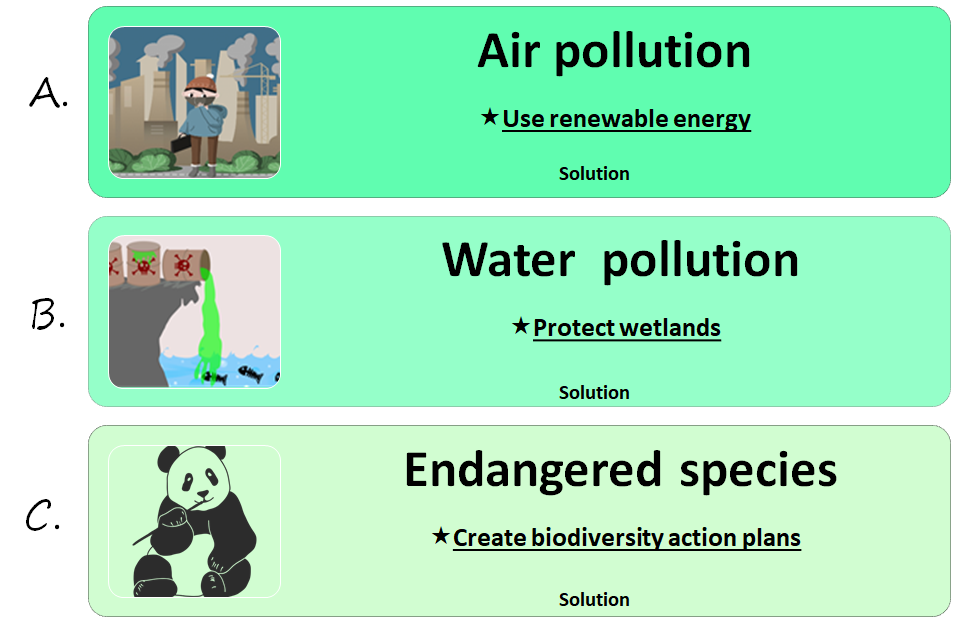 A.
Air pollution
★Use renewable energy
Solution
B.
Water pollution
★Protect wetlands
Solution
C.
Endangered species
★Create biodiversity action plans
Solution